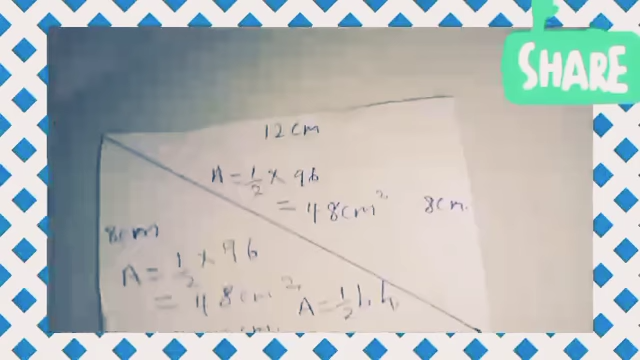 SHARE
12cm
A = 1/2 x 96
= 48cm²
8cm
8cm
A = 1/2 x 96
= 48cm²
A = 1/2 b.h